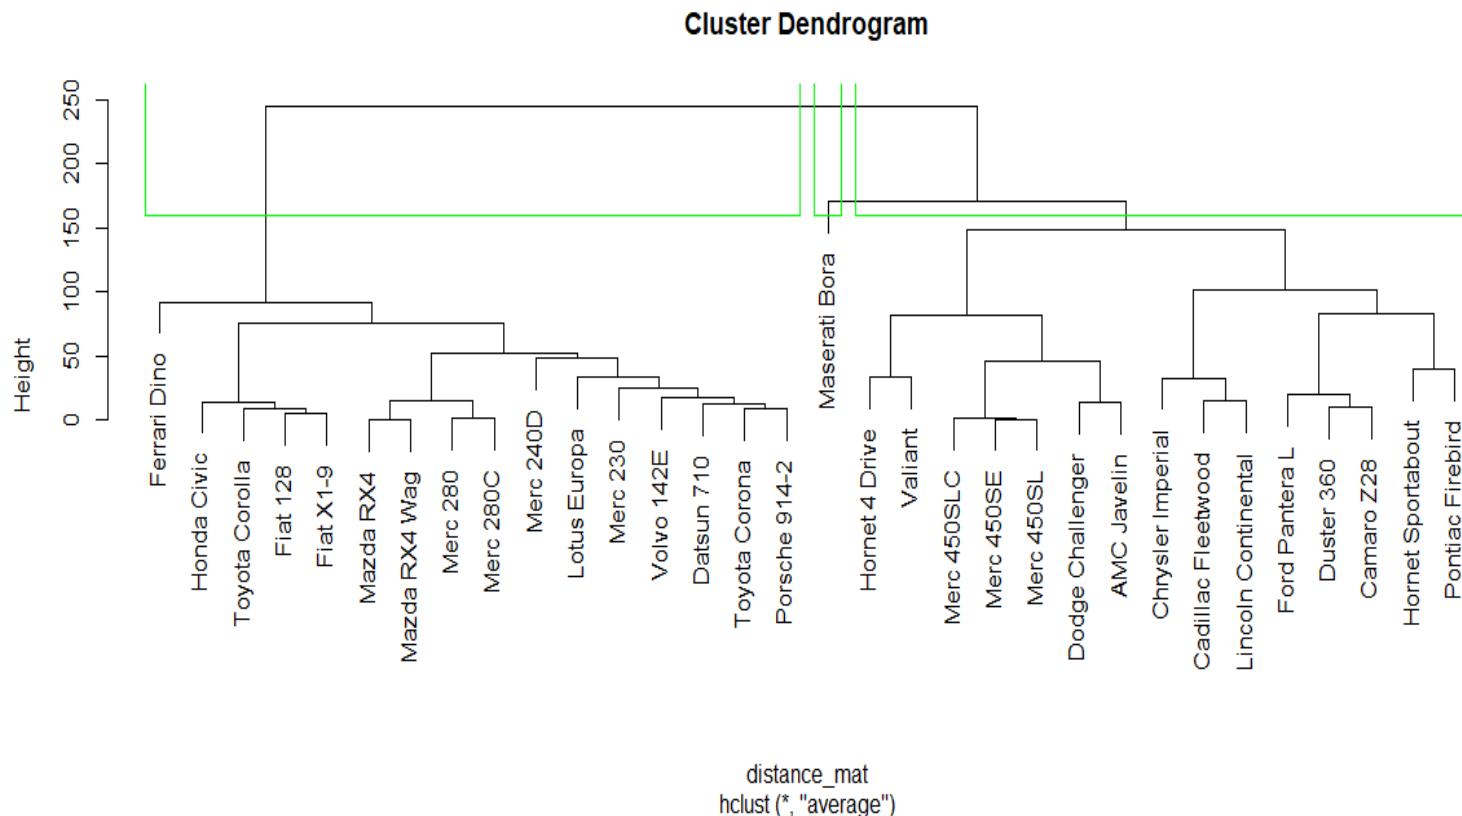 Cluster Dendrogram
Height
250
200
150
100
50
0
Ferrari Dino
Honda Civic
Toyota Corolla
Fiat 128
Fiat X1-9
Mazda RX4
Mazda RX4 Wag
Merc 280
Merc 280C
Merc 240D
Lotus Europa
Merc 230
Volvo 142E
Datsun 710
Toyota Corona
Porsche 914-2
Maserati Bora
Hornet 4 Drive
Valiant
Merc 450SLC
Merc 450SE
Merc 450SL
Dodge Challenger
AMC Javelin
Chrysler Imperial
Cadillac Fleetwood
Lincoln Continental
Ford Pantera L
Duster 360
Camaro Z28
Hornet Sportabout
Pontiac Firebird
distance_mat
hclust (*, "average")